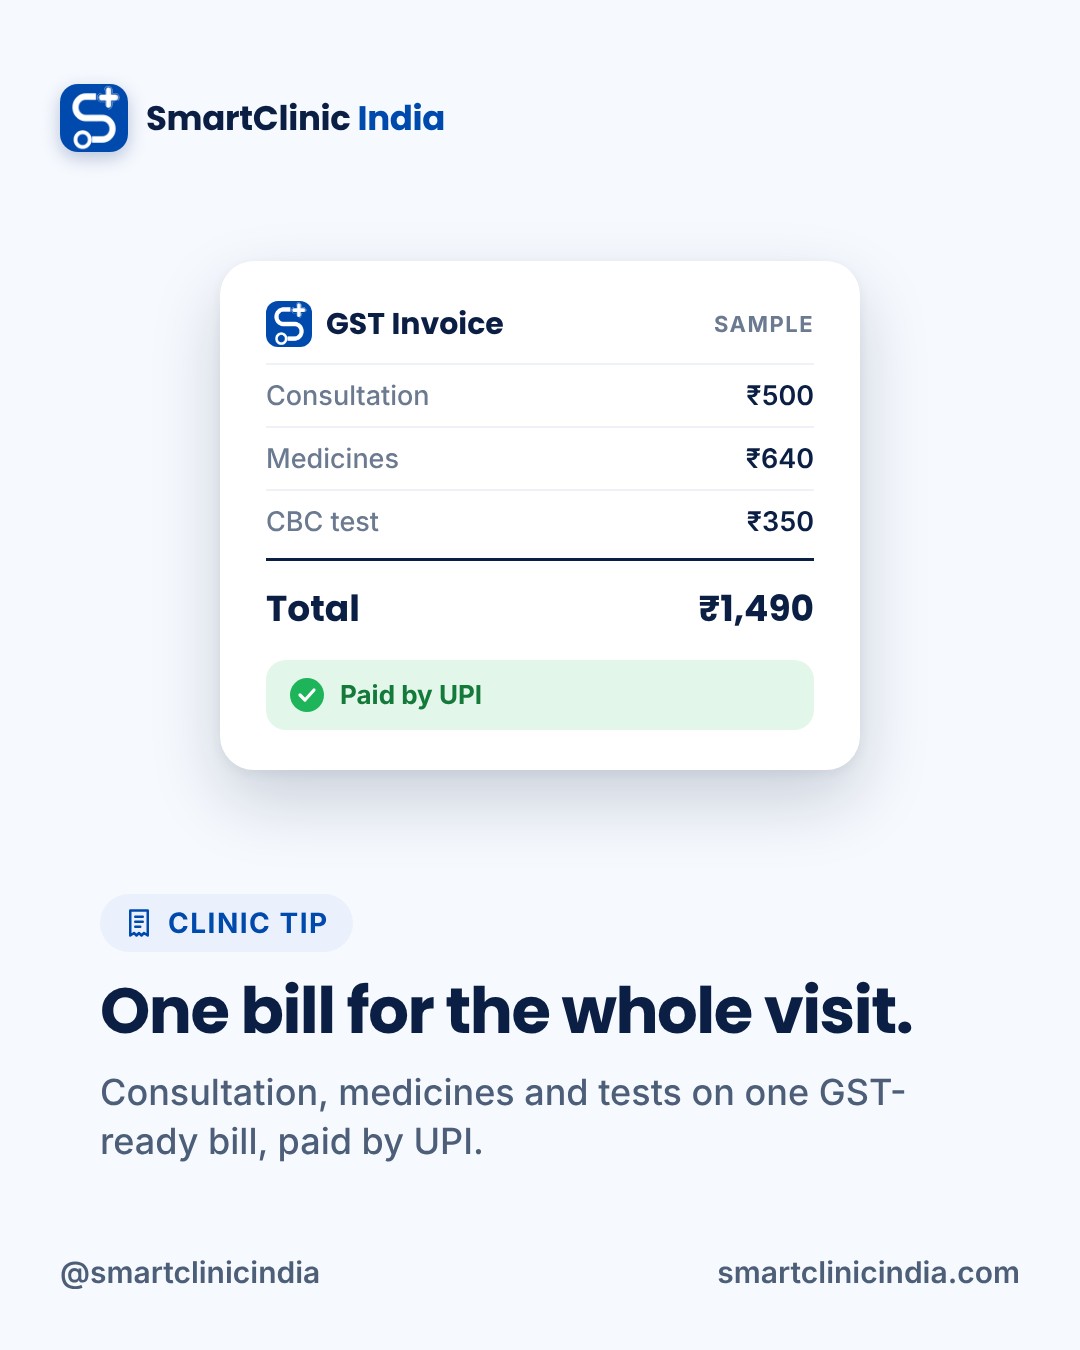 SmartClinic India
GST Invoice SAMPLE
Consultation ₹500
Medicines ₹640
CBC test ₹350
Total ₹1,490
Paid by UPI
CLINIC TIP
One bill for the whole visit.
Consultation, medicines and tests on one GST-
ready bill, paid by UPI.
@smartclinicindia smartclinicindia.com